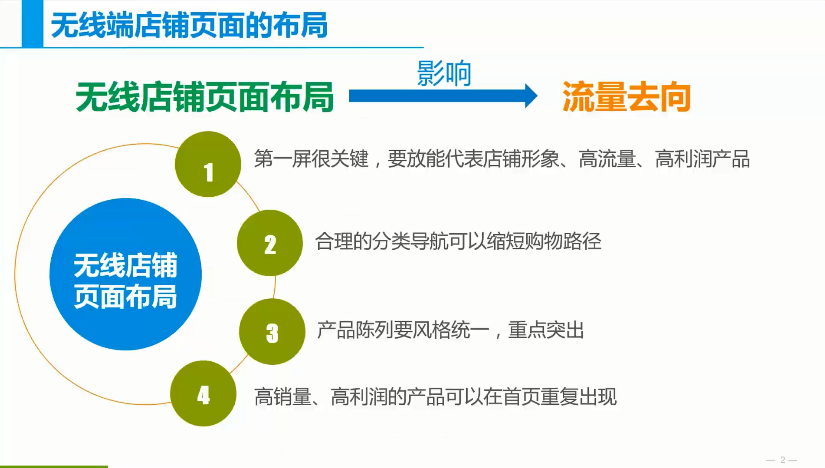 无线端店铺页面的布局
影响
无线店铺页面布局
流量去向
1
第一屏很关键，要放能代表店铺形象、高流量、高利润产品
2
合理的分类导航可以缩短购物路径
无线店铺
页面布局
3
产品陈列要风格统一，重点突出
4
高销量、高利润的产品可以在首页重复出现
— 2 —